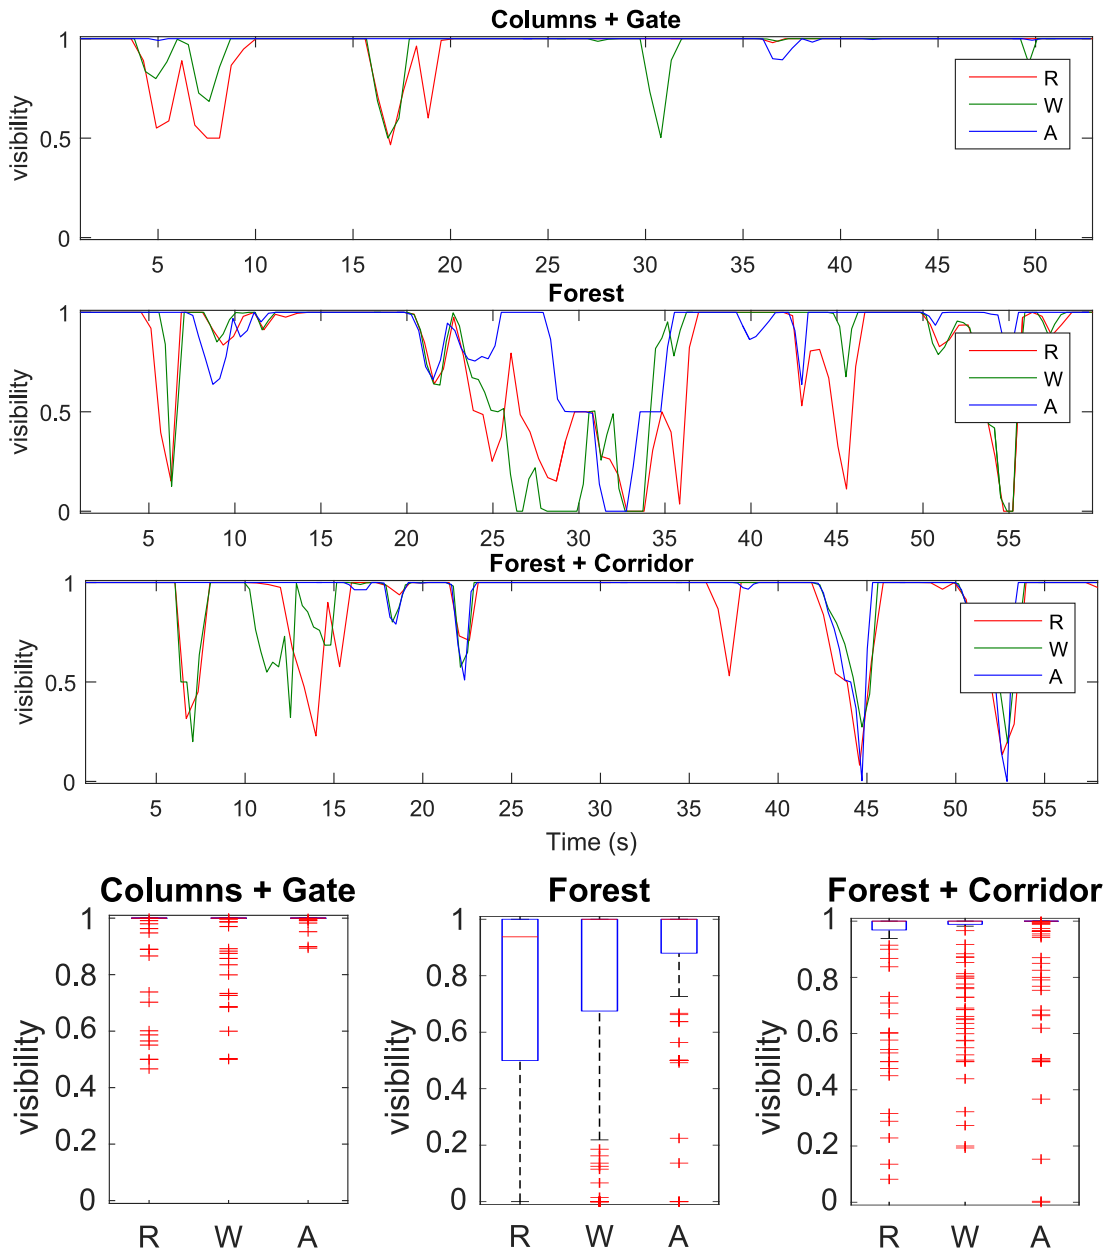 Columns + Gate
visibility
1
0.5
0
R
W
A
5 10 15 20 25 30 35 40 45 50
Forest
visibility
1
0.5
0
R
W
A
5 10 15 20 25 30 35 40 45 50 55
Forest + Corridor
visibility
1
0.5
0
R
W
A
5 10 15 20 25 30 35 40 45 50 55
Time (s)
Columns + Gate
visibility
1
0.8
0.6
0.4
0.2
0
R W A
Forest
visibility
1
0.8
0.6
0.4
0.2
0
R W A
Forest + Corridor
visibility
1
0.8
0.6
0.4
0.2
0
R W A